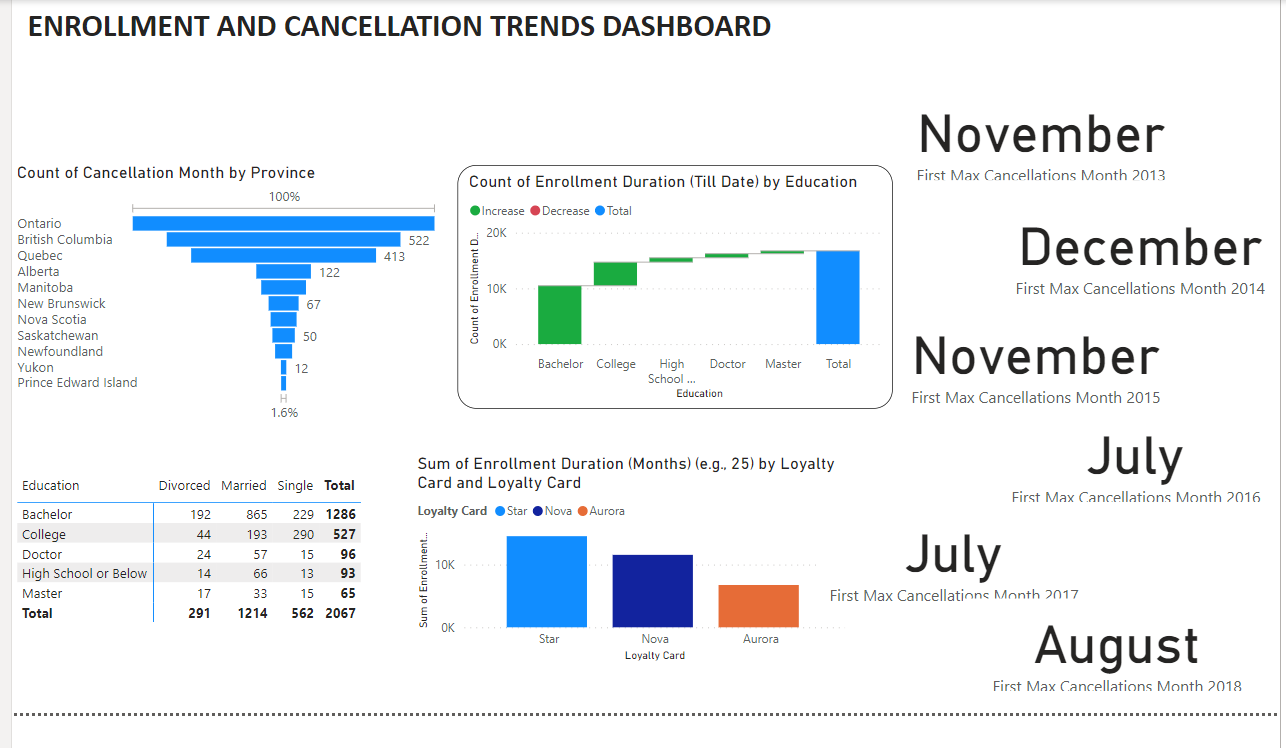 ENROLLMENT AND CANCELLATION TRENDS DASHBOARD
Count of Cancellation Month by Province
100%
Ontario
British Columbia 522
Quebec 413
Alberta 122
Manitoba
New Brunswick 67
Nova Scotia
Saskatchewan 50
Newfoundland
Yukon 12
Prince Edward Island
1.6%
Count of Enrollment Duration (Till Date) by Education
Increase Decrease Total
Count of Enrollment D...
20K
10K
0K
Bachelor College High School ... Doctor Master Total
Education
November
First Max Cancellations Month 2013
December
First Max Cancellations Month 2014
November
First Max Cancellations Month 2015
July
First Max Cancellations Month 2016
July
First Max Cancellations Month 2017
August
First Max Cancellations Month 2018
Education Divorced Married Single Total
Bachelor 192 865 229 1286
College 44 193 290 527
Doctor 24 57 15 96
High School or Below 14 66 13 93
Master 17 33 15 65
Total 291 1214 562 2067
Sum of Enrollment Duration (Months) (e.g., 25) by Loyalty
Card and Loyalty Card
Loyalty Card Star Nova Aurora
Sum of Enrollment...
10K
0K
Star Nova Aurora
Loyalty Card